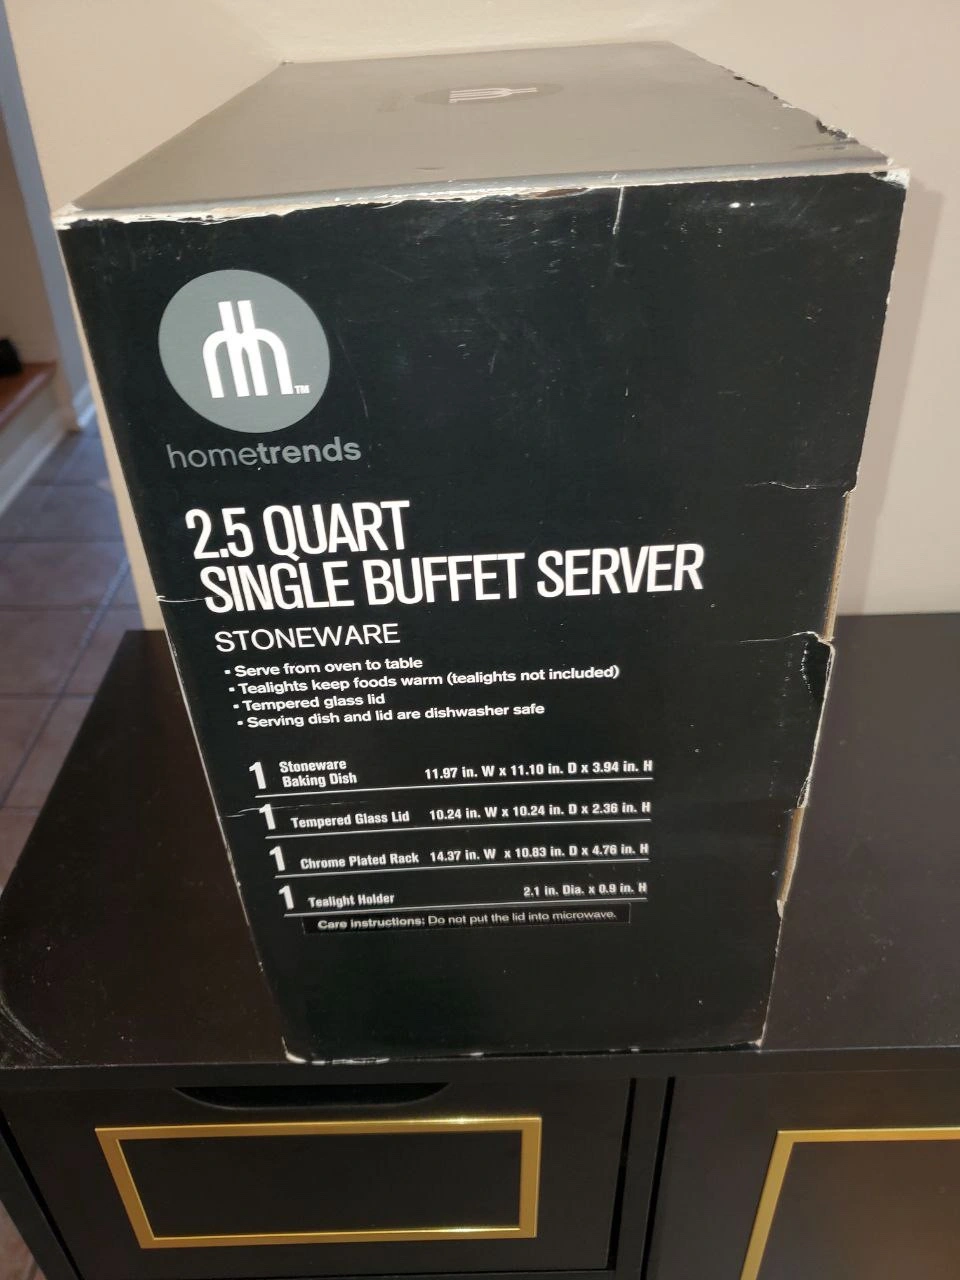 TM
hometrends
2.5 QUART
SINGLE BUFFET SERVER
STONEWARE
• Serve from oven to table
• Tealights keep foods warm (tealights not included)
• Tempered glass lid
• Serving dish and lid are dishwasher safe
1 Stoneware
Baking Dish 11.97 in. W x 11.10 in. D x 3.94 in. H
1 Tempered Glass Lid 10.24 in. W x 10.24 in. D x 2.36 in. H
1 Chrome Plated Rack 14.37 in. W x 10.83 in. D x 4.76 in. H
1 Tealight Holder 2.1 in. Dia. x 0.9 in. H
Care instructions: Do not put the lid into microwave.